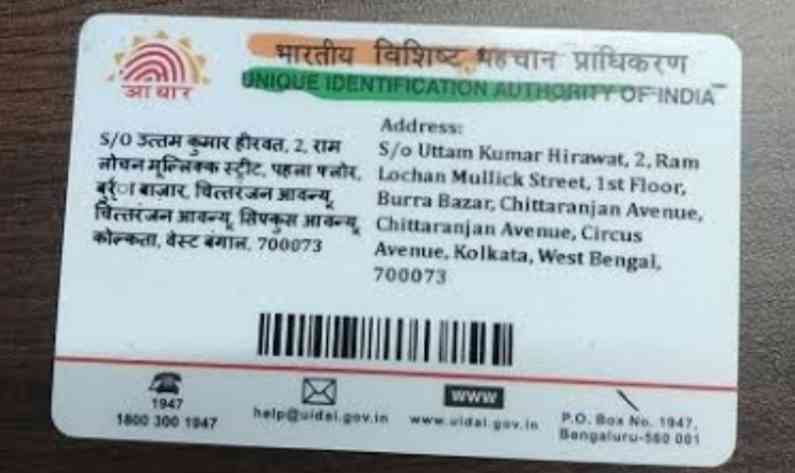 आधार
भारतीय विशिष्ट पहचान प्राधिकरण
UNIQUE IDENTIFICATION AUTHORITY OF INDIA
S/O उत्तम कुमार हीरवत, 2, राम
लोचन मुल्लिक्क स्ट्रीट, पहला फ्लोर,
बुर्रा बाज़ार, चित्तरंजन आवन्यू,
चित्तरंजन आवन्यू, सिर्कुस आवन्यू,
कोल्कता, वेस्ट बंगाल, 700073
Address:
S/o Uttam Kumar Hirawat, 2, Ram
Lochan Mullick Street, 1st Floor,
Burra Bazar, Chittaranjan Avenue,
Chittaranjan Avenue, Circus
Avenue, Kolkata, West Bengal,
700073
1947
1800 300 1947
help@uidai.gov.in
www
www.uidai.gov.in
P.O. Box No. 1947,
Bengaluru-560 001